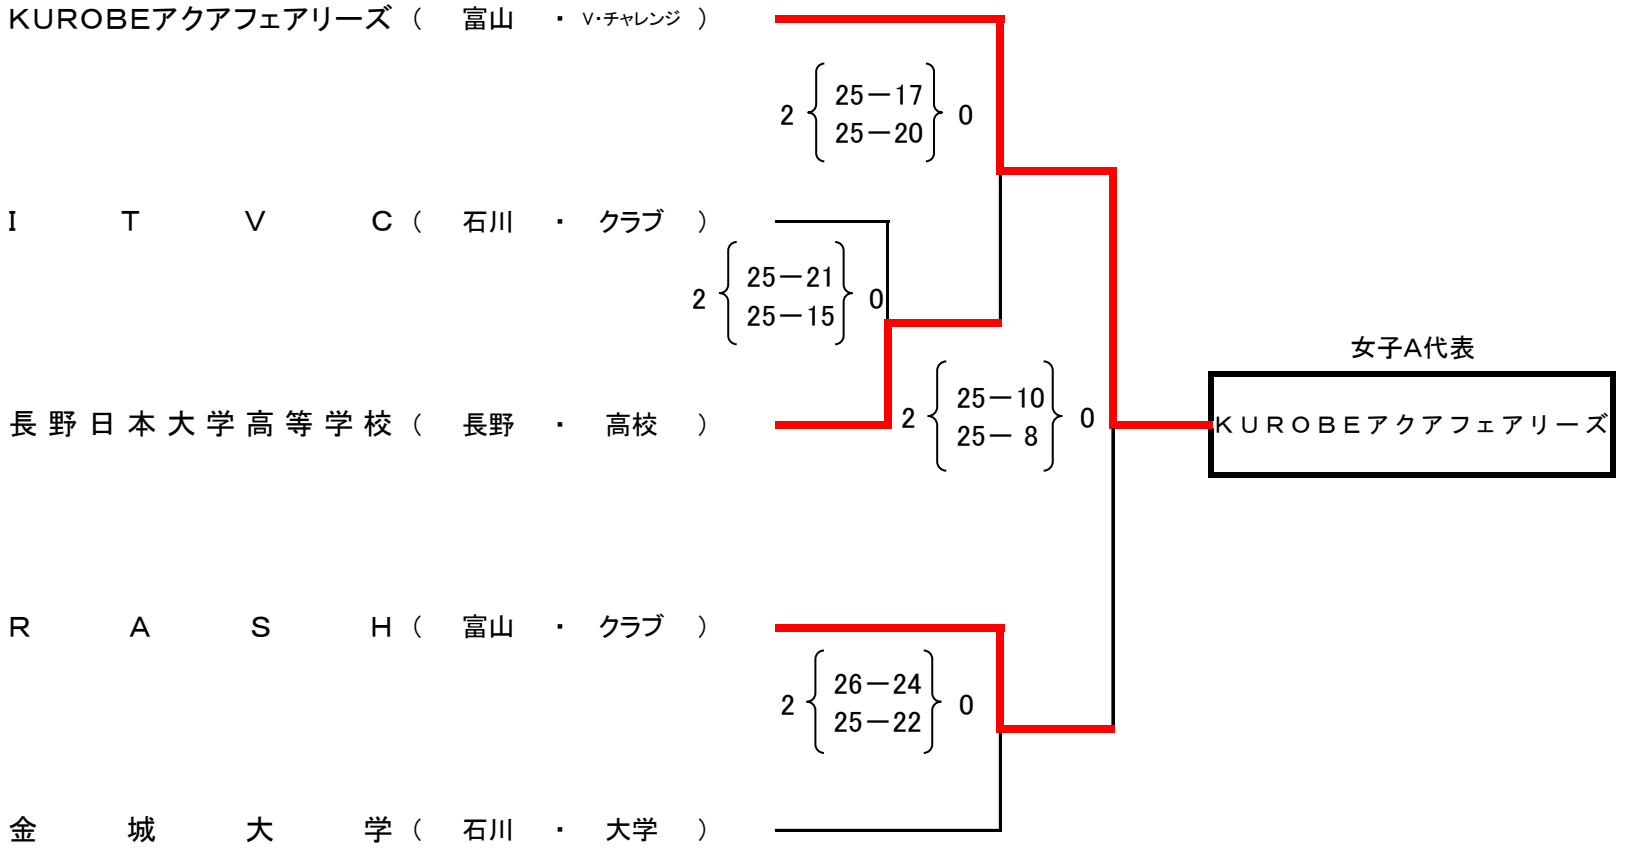 KUROBEアクアフェアリーズ（　富山　・　V・チャレンジ　）
2 { 25－17 } 0
25－20
I T V C（　石川　・　クラブ　）
2 { 25－21 } 0
25－15
女子A代表
長野日本大学高等学校（　長野　・　高校　）
2 { 25－10 } 0
25－ 8
KUROBEアクアフェアリーズ
R A S H（　富山　・　クラブ　）
2 { 26－24 } 0
25－22
金城大学（　石川　・　大学　）